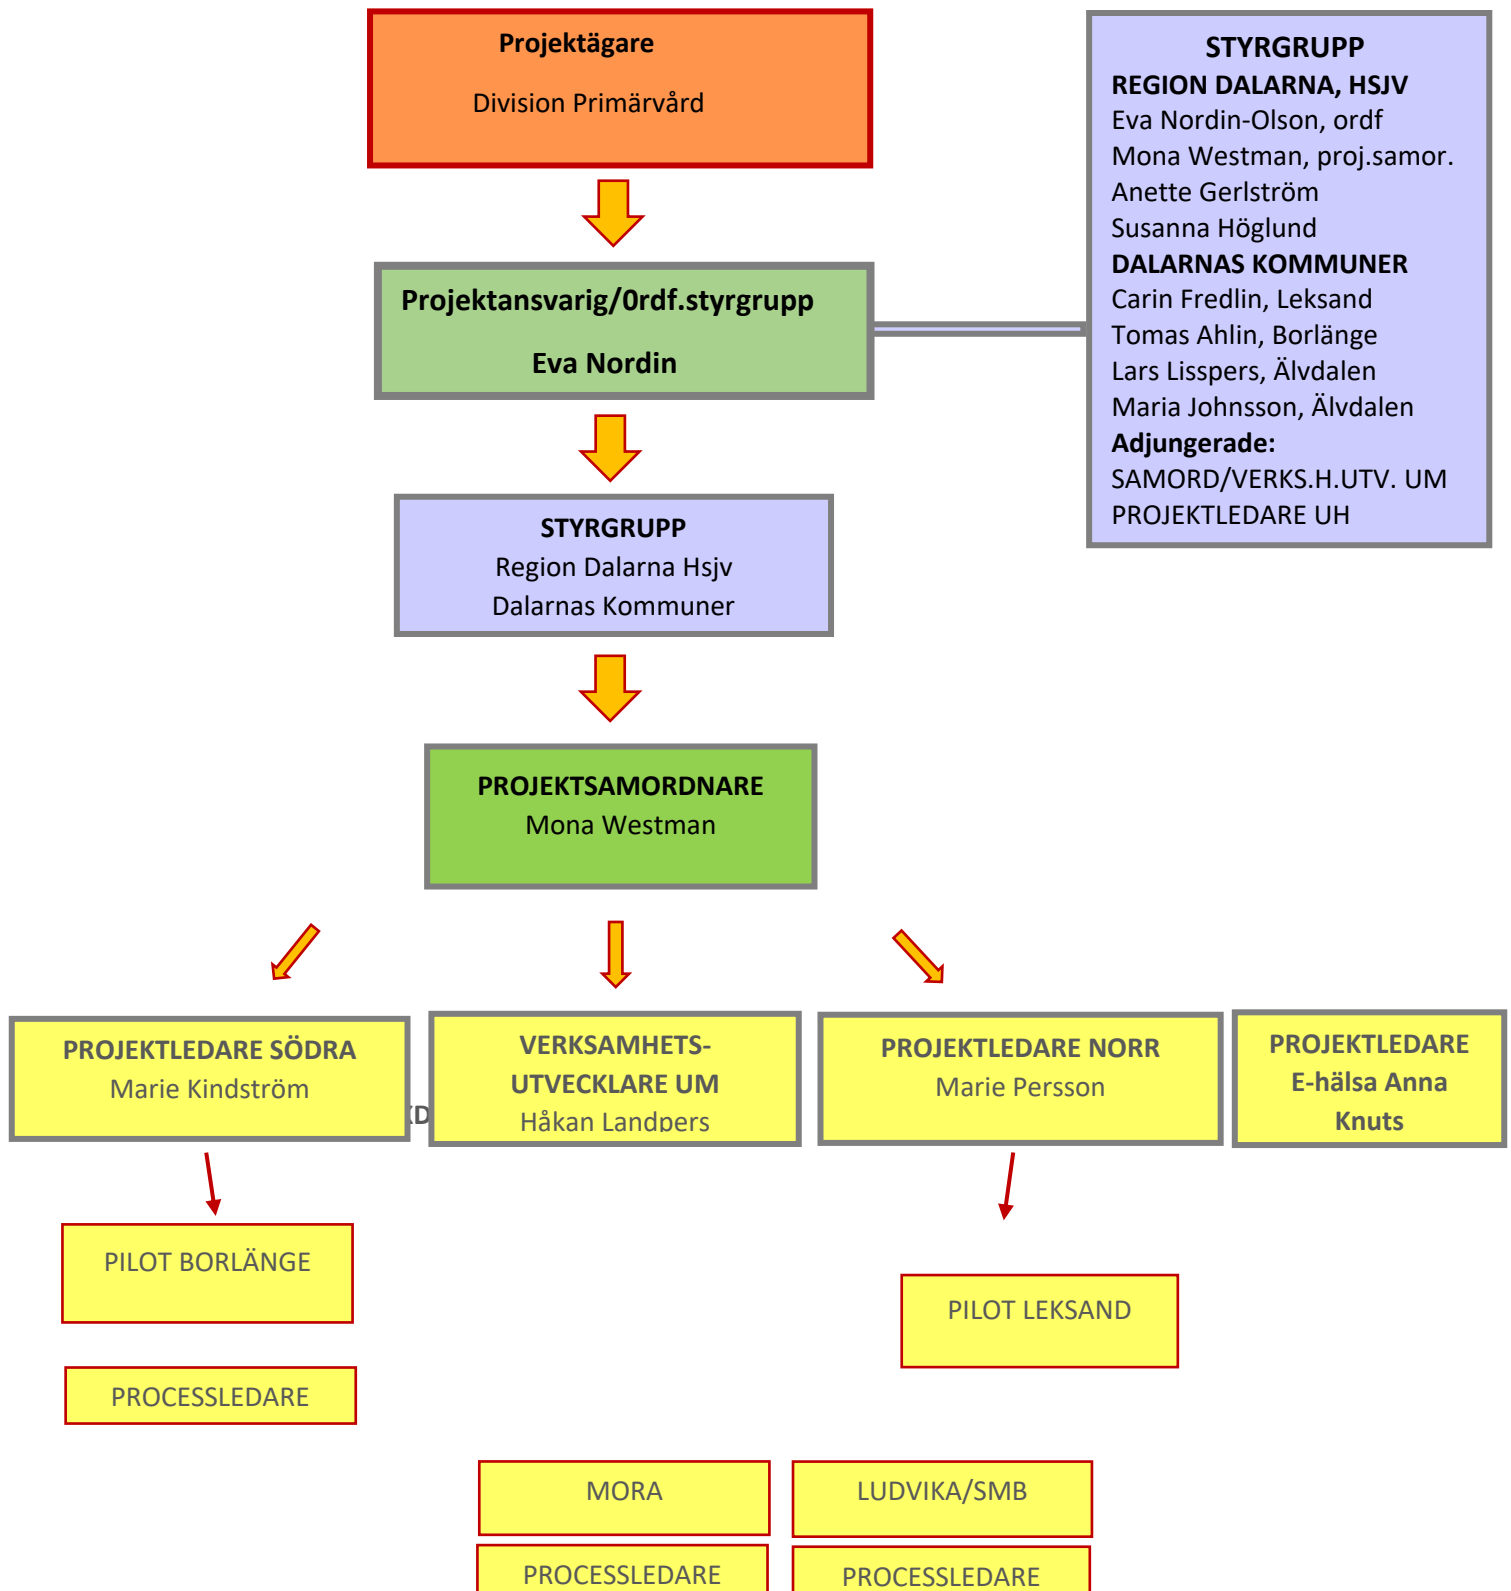 Projektägare
Division Primärvård
STYRGRUPP
REGION DALARNA, HSJV
Eva Nordin-Olson, ordf
Mona Westman, proj.samor.
Anette Gerlström
Susanna Höglund
DALARNAS KOMMUNER
Carin Fredlin, Leksand
Tomas Ahlin, Borlänge
Lars Lisspers, Älvdalen
Maria Johnsson, Älvdalen
Adjungerade:
SAMORD/VERKS.H.UTV. UM
PROJEKTLEDARE UH
Projektansvarig/0rdf.styrgrupp
Eva Nordin
STYRGRUPP
Region Dalarna Hsjv
Dalarnas Kommuner
PROJEKTSAMORDNARE
Mona Westman
PROJEKTLEDARE SÖDRA
Marie Kindström
VERKSAMHETS-
UTVECKLARE UM
Håkan Landpers
PROJEKTLEDARE NORR
Marie Persson
PROJEKTLEDARE
E-hälsa Anna
Knuts
PILOT BORLÄNGE
PILOT LEKSAND
PROCESSLEDARE
MORA
LUDVIKA/SMB
PROCESSLEDARE
PROCESSLEDARE